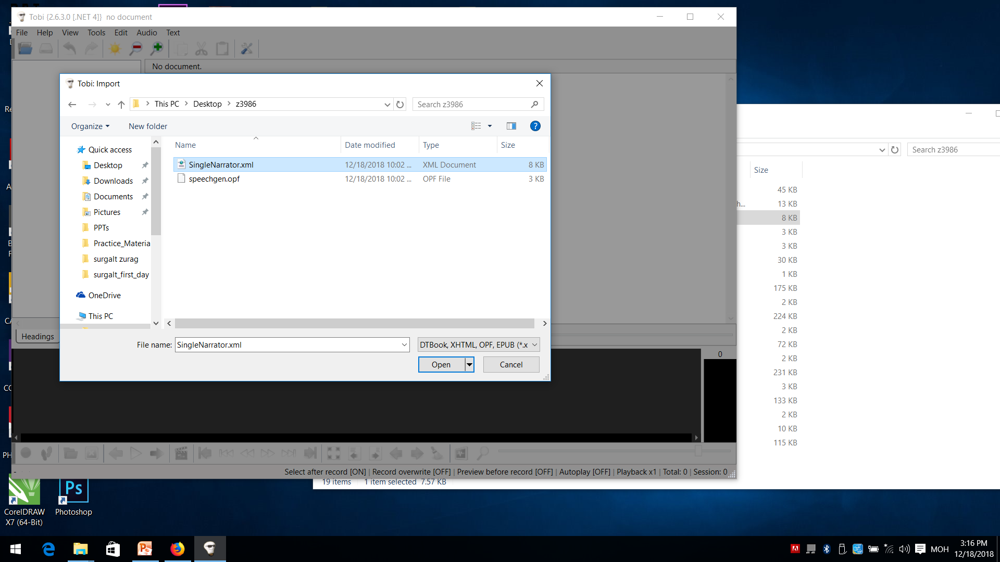 Tobi {2.6.3.0 [.NET 4]}  no document
File Help View Tools Edit Audio Text
No document.
Tobi: Import
This PC > Desktop > z3986
Search z3986
Organize
New folder
Name Date modified Type Size
Quick access
Desktop
Downloads
Documents
Pictures
PPTs
Practice_Materia
surgalt zurag
surgalt_first_day
OneDrive
This PC
SingleNarrator.xml 12/18/2018 10:02 ... XML Document 8 KB
speechgen.opf 12/18/2018 10:02 ... OPF File 3 KB
File name: SingleNarrator.xml
DTBook, XHTML, OPF, EPUB (*.x
Open
Cancel
Headings
0
Select after record [ON] | Record overwrite [OFF] | Preview before record [OFF] | Autoplay [OFF] | Playback x1 | Total: 0 | Session: 0
Search z3986
Size
45 KB
h... 13 KB
8 KB
3 KB
3 KB
30 KB
1 KB
175 KB
2 KB
224 KB
2 KB
72 KB
2 KB
231 KB
3 KB
133 KB
2 KB
10 KB
115 KB
19 items 1 item selected 7.57 KB
CorelDRAW
X7 (64-Bit)
Ps
Photoshop
МОН
3:16 PM
12/18/2018